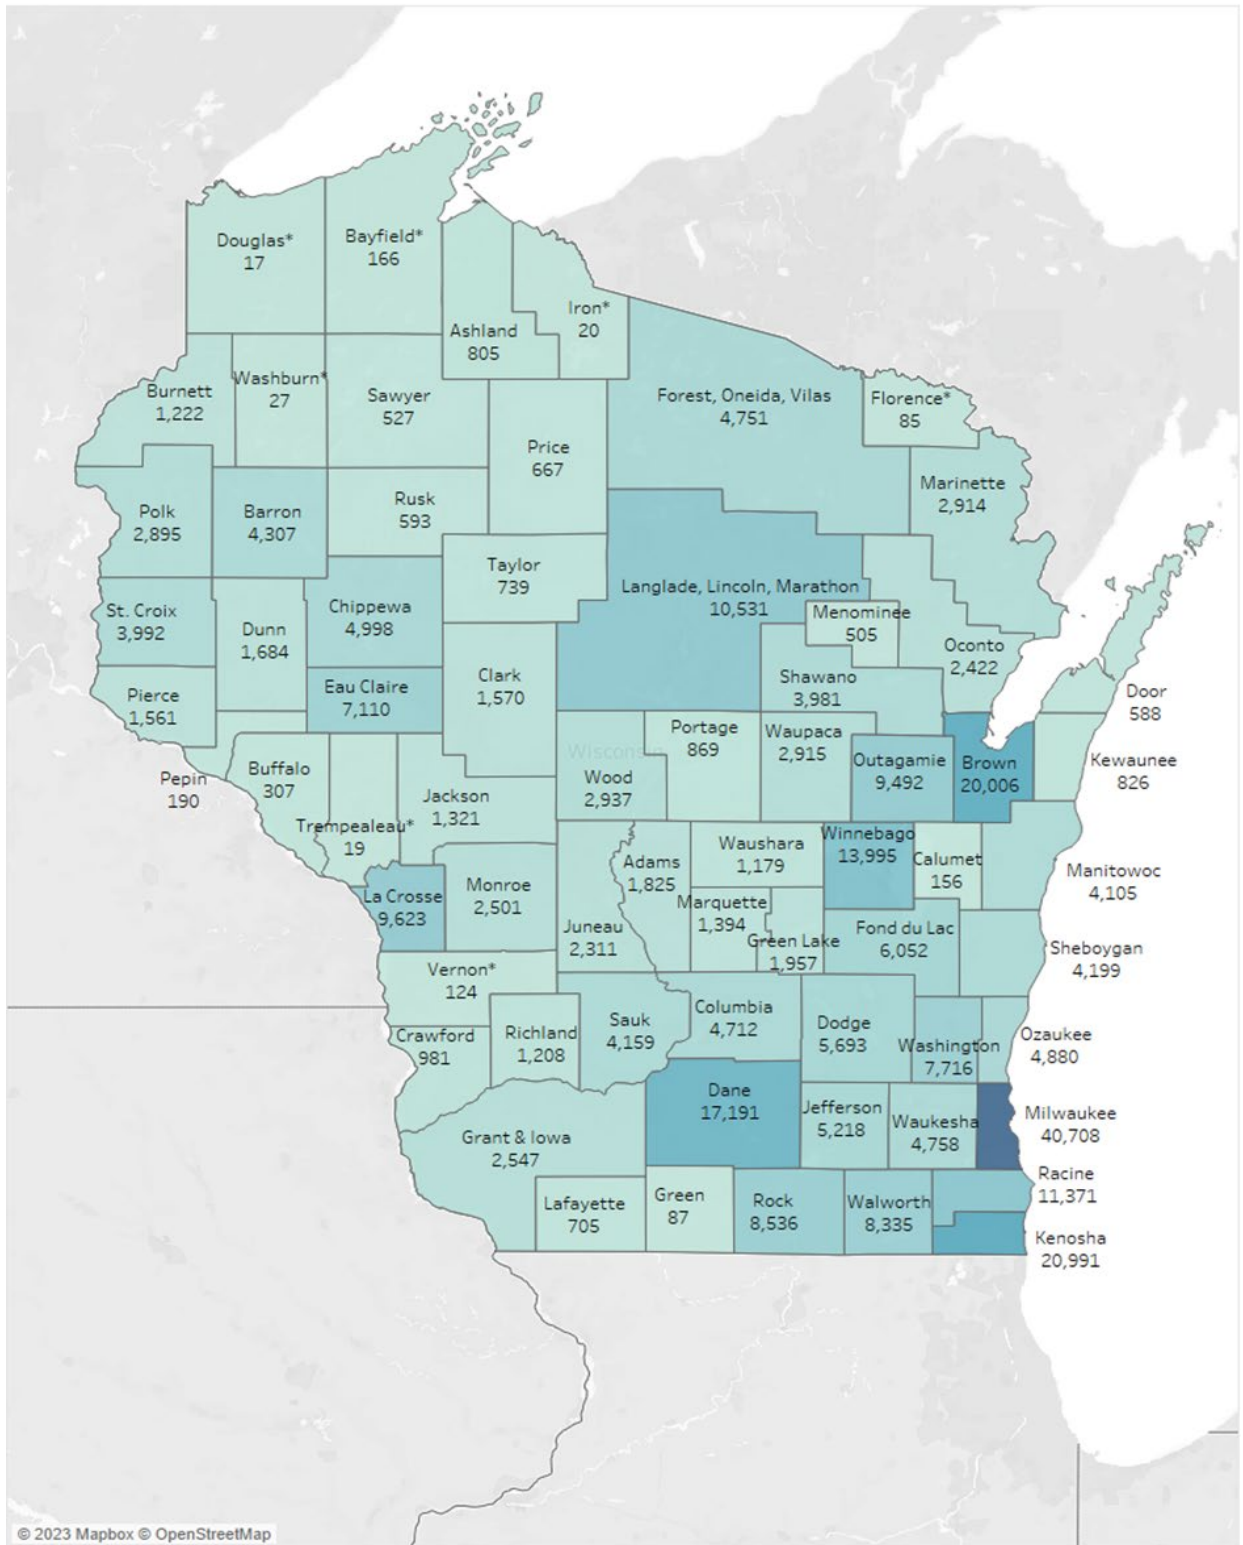 Douglas*
17
Bayfield*
166
Iron*
20
Ashland
805
Burnett
1,222
Washburn*
27
Sawyer
527
Price
667
Forest, Oneida, Vilas
4,751
Florence*
85
Marinette
2,914
Polk
2,895
Barron
4,307
Rusk
593
Taylor
739
Langlade, Lincoln, Marathon
10,531
Menominee
505
Oconto
2,422
St. Croix
3,992
Dunn
1,684
Chippewa
4,998
Clark
1,570
Shawano
3,981
Door
588
Pierce
1,561
Eau Claire
7,110
Wisconsin
Wood
2,937
Portage
869
Waupaca
2,915
Outagamie
9,492
Brown
20,006
Kewaunee
826
Pepin
190
Buffalo
307
Trempealeau*
19
Jackson
1,321
Adams
1,825
Waushara
1,179
Winnebago
13,995
Calumet
156
Manitowoc
4,105
La Crosse
9,623
Monroe
2,501
Juneau
2,311
Marquette
1,394
Green Lake
1,957
Fond du Lac
6,052
Sheboygan
4,199
Vernon*
124
Crawford
981
Richland
1,208
Sauk
4,159
Columbia
4,712
Dodge
5,693
Washington
7,716
Ozaukee
4,880
Grant & Iowa
2,547
Dane
17,191
Jefferson
5,218
Waukesha
4,758
Milwaukee
40,708
Lafayette
705
Green
87
Rock
8,536
Walworth
8,335
Racine
11,371
Kenosha
20,991
© 2023 Mapbox © OpenStreetMap